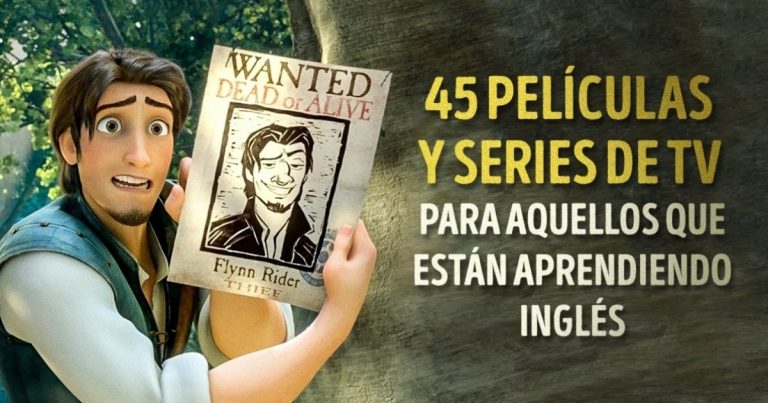 WANTED
DEAD or ALIVE
Flynn Rider
THIEF
45 PELÍCULAS
Y SERIES DE TV
PARA AQUELLOS QUE
ESTÁN APRENDIENDO
INGLÉS